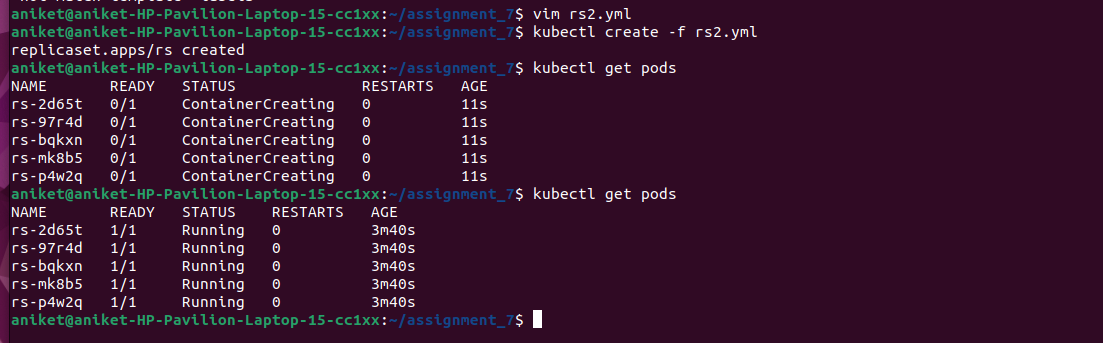 aniket@aniket-HP-Pavilion-Laptop-15-cc1xx:~/assignment_7$ vim rs2.yml
aniket@aniket-HP-Pavilion-Laptop-15-cc1xx:~/assignment_7$ kubectl create -f rs2.yml
replicaset.apps/rs created
aniket@aniket-HP-Pavilion-Laptop-15-cc1xx:~/assignment_7$ kubectl get pods
NAME READY STATUS RESTARTS AGE
rs-2d65t 0/1 ContainerCreating 0 11s
rs-97r4d 0/1 ContainerCreating 0 11s
rs-bqkxn 0/1 ContainerCreating 0 11s
rs-mk8b5 0/1 ContainerCreating 0 11s
rs-p4w2q 0/1 ContainerCreating 0 11s
aniket@aniket-HP-Pavilion-Laptop-15-cc1xx:~/assignment_7$ kubectl get pods
NAME READY STATUS RESTARTS AGE
rs-2d65t 1/1 Running 0 3m40s
rs-97r4d 1/1 Running 0 3m40s
rs-bqkxn 1/1 Running 0 3m40s
rs-mk8b5 1/1 Running 0 3m40s
rs-p4w2q 1/1 Running 0 3m40s
aniket@aniket-HP-Pavilion-Laptop-15-cc1xx:~/assignment_7$